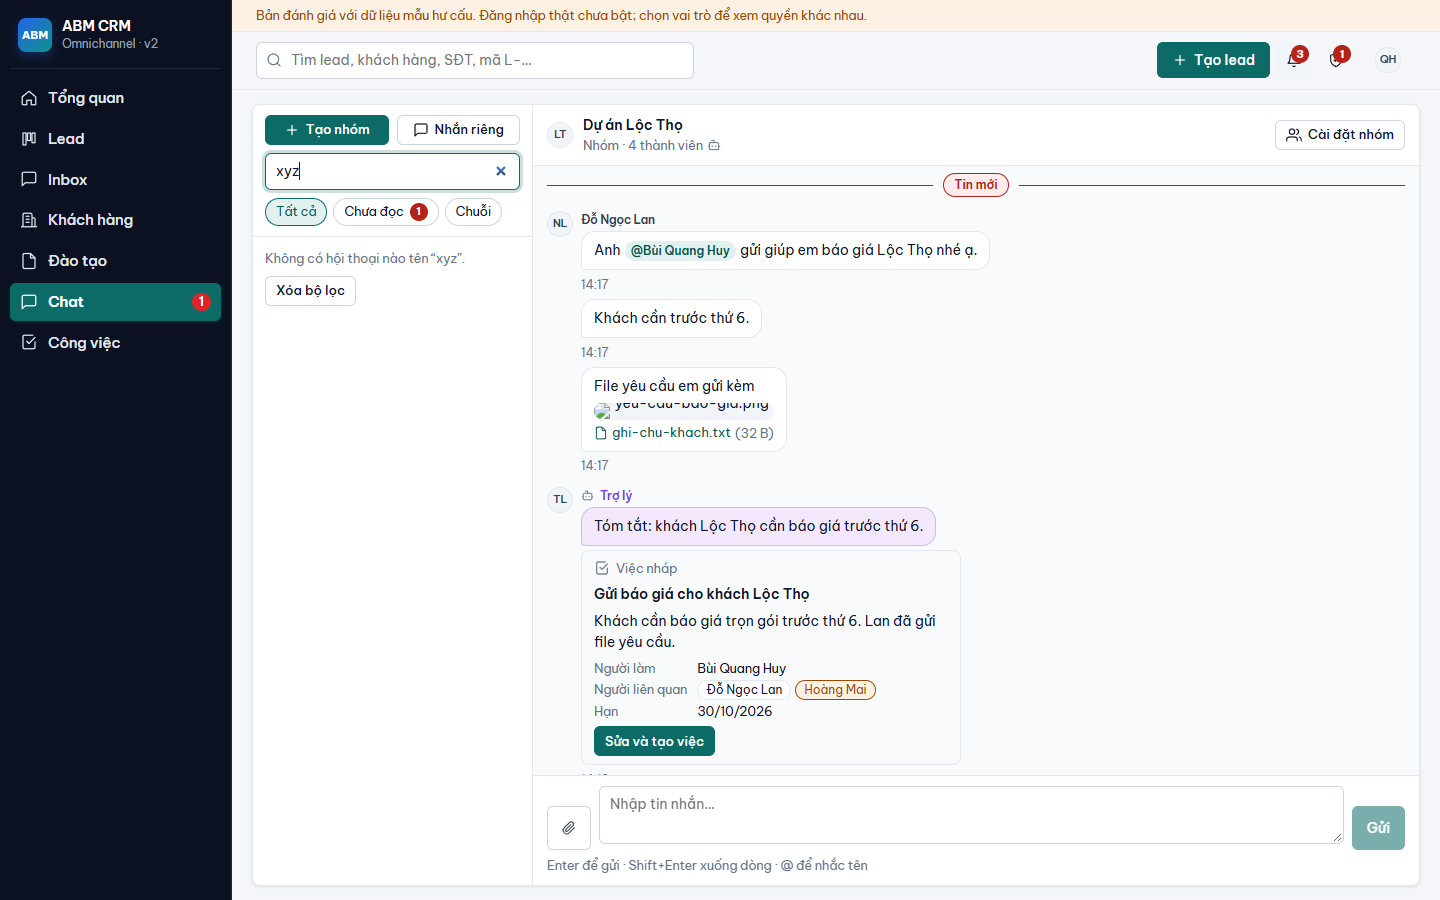 ABM
ABM CRM
Omnichannel · v2
Tổng quan
Lead
Inbox
Khách hàng
Đào tạo
Chat 1
Công việc
Bản đánh giá với dữ liệu mẫu hư cấu. Đăng nhập thật chưa bật; chọn vai trò để xem quyền khác nhau.
Tìm lead, khách hàng, SĐT, mã L-...
Tạo lead
3
1
QH
Tạo nhóm
Nhắn riêng
xyz
Tất cả
Chưa đọc 1
Chuỗi
Không có hội thoại nào tên “xyz”.
Xóa bộ lọc
LT
Dự án Lộc Thọ
Nhóm · 4 thành viên
Cài đặt nhóm
Tin mới
NL
Đỗ Ngọc Lan
Anh @Bùi Quang Huy gửi giúp em báo giá Lộc Thọ nhé ạ.
14:17
Khách cần trước thứ 6.
14:17
File yêu cầu em gửi kèm
yeu-cau-bao-gia.png
ghi-chu-khach.txt (32 B)
14:17
TL
Trợ lý
Tóm tắt: khách Lộc Thọ cần báo giá trước thứ 6.
Việc nháp
Gửi báo giá cho khách Lộc Thọ
Khách cần báo giá trọn gói trước thứ 6. Lan đã gửi
file yêu cầu.
Người làm Bùi Quang Huy
Người liên quan Đỗ Ngọc Lan Hoàng Mai
Hạn 30/10/2026
Sửa và tạo việc
Nhập tin nhắn...
Gửi
Enter để gửi · Shift+Enter xuống dòng · @ để nhắc tên